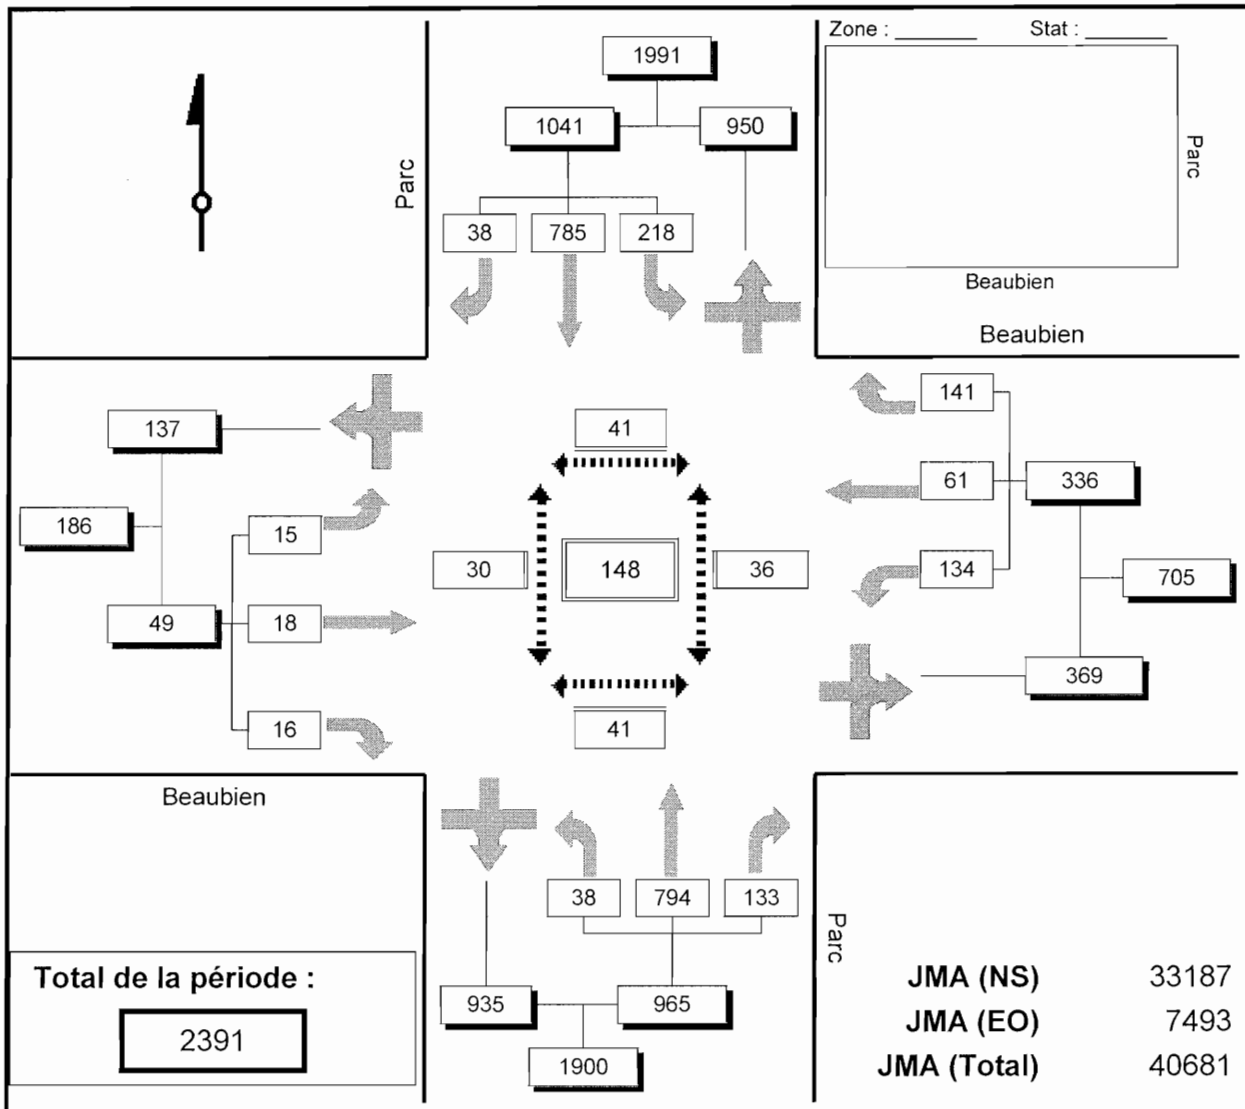 Zone : Stat :
1991
1041 950
Parc
Parc
38 785 218
Beaubien
Beaubien
141
137
41
61 336
186
15
30 148 36
134
705
49 18
369
16
41
Beaubien
38 794 133
Parc
Total de la période :
935 965
2391
1900
JMA (NS) 33187
JMA (EO) 7493
JMA (Total) 40681